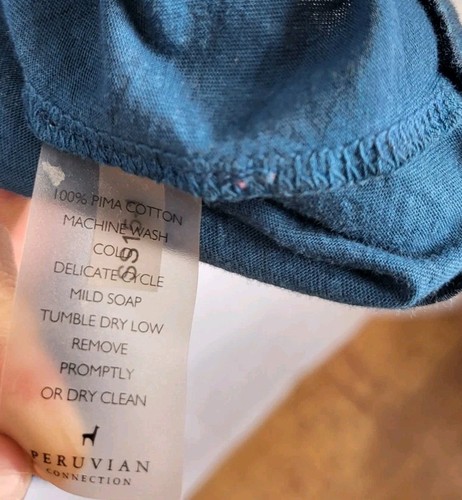 100% PIMA COTTON
MACHINE WASH
COLD
DELICATE CYCLE
MILD SOAP
TUMBLE DRY LOW
REMOVE
PROMPTLY
OR DRY CLEAN
PERUVIAN
CONNECTION